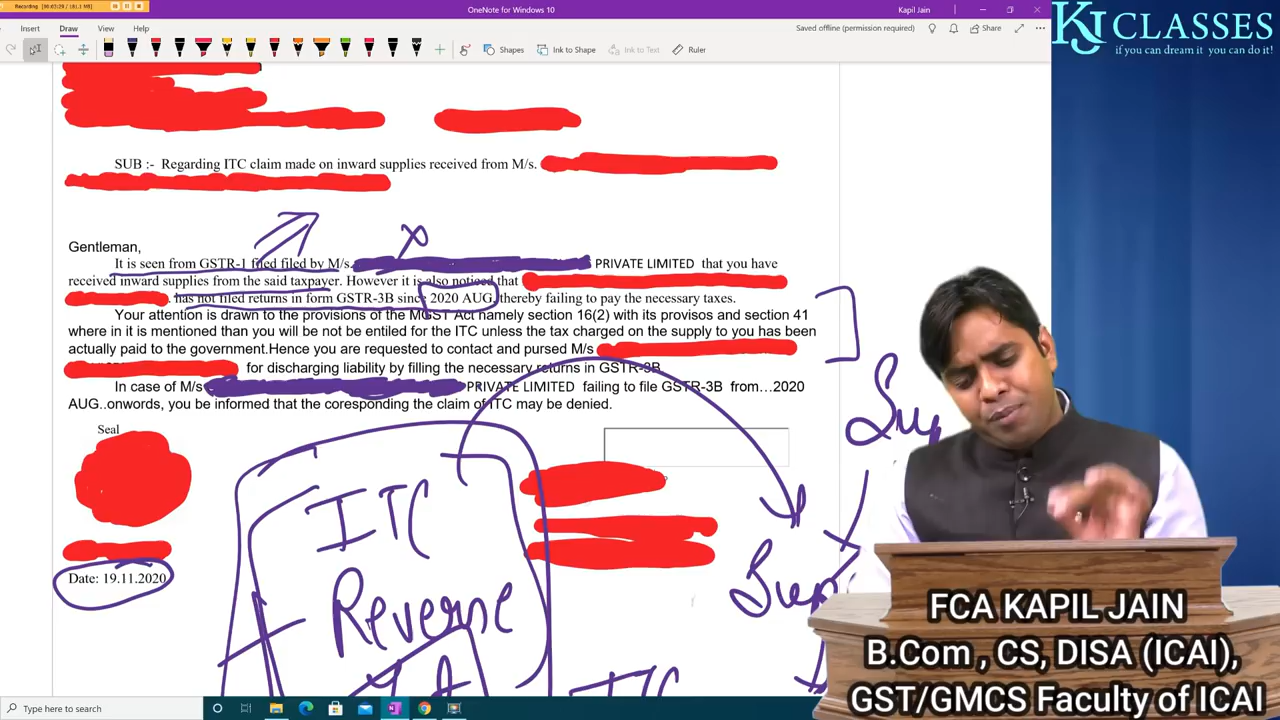 Recording [00:03:29 / 181.1 MB]
OneNote for Windows 10
Kapil Jain
Insert Draw View Help
Saved offline (permission required)
Share
Shapes
Ink to Shape
Ink to Text
Ruler
KJ CLASSES
if you can dream it you can do it!
SUB :- Regarding ITC claim made on inward supplies received from M/s.
Gentleman,
It is seen from GSTR-1 filed filed by M/s. PRIVATE LIMITED that you have
received inward supplies from the said taxpayer. However it is also noticed that
has not filed returns in form GSTR-3B since 2020 AUG, thereby failing to pay the necessary taxes.
Your attention is drawn to the provisions of the MGST Act namely section 16(2) with its provisos and section 41
where in it is mentioned than you will be not be entiled for the ITC unless the tax charged on the supply to you has been
actually paid to the government.Hence you are requested to contact and pursed M/s
for discharging liability by filling the necessary returns in GSTR-3B.
In case of M/s PRIVATE LIMITED failing to file GSTR-3B from...2020
AUG..onwords, you be informed that the coresponding the claim of ITC may be denied.
Seal
Date: 19.11.2020
ITC
Reverse
Sup
Sup
ITC
FCA KAPIL JAIN
B.Com , CS, DISA (ICAI),
GST/GMCS Faculty of ICAI
Type here to search